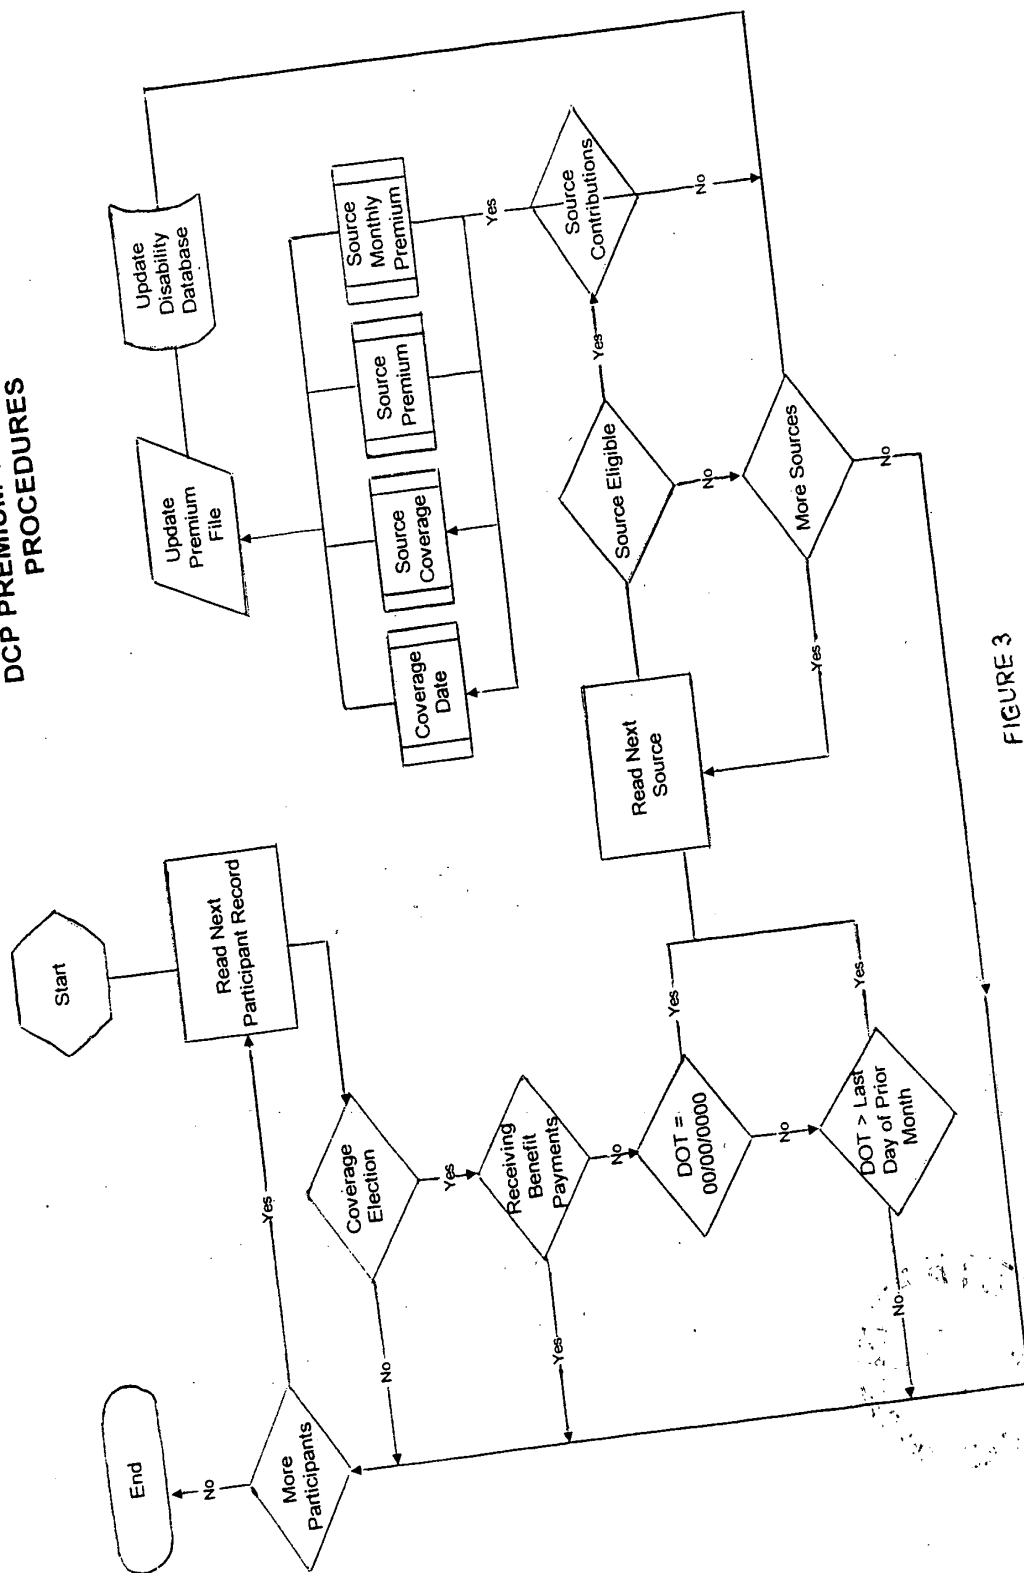 DCP PREMIUM
PROCEDURES
Start
Read Next
Participant Record
Coverage
Election
Yes
No
Receiving
Benefit
Payments
Yes
No
DOT =
00/00/0000
Yes
No
DOT > Last
Day of Prior
Month
Yes
No
More
Participants
Yes
No
End
Read Next
Source
Source Eligible
Yes
No
More Sources
Yes
No
Source
Contributions
Yes
No
Coverage
Date
Source
Coverage
Source
Premium
Source
Monthly
Premium
Update
Premium
File
Update
Disability
Database
FIGURE 3